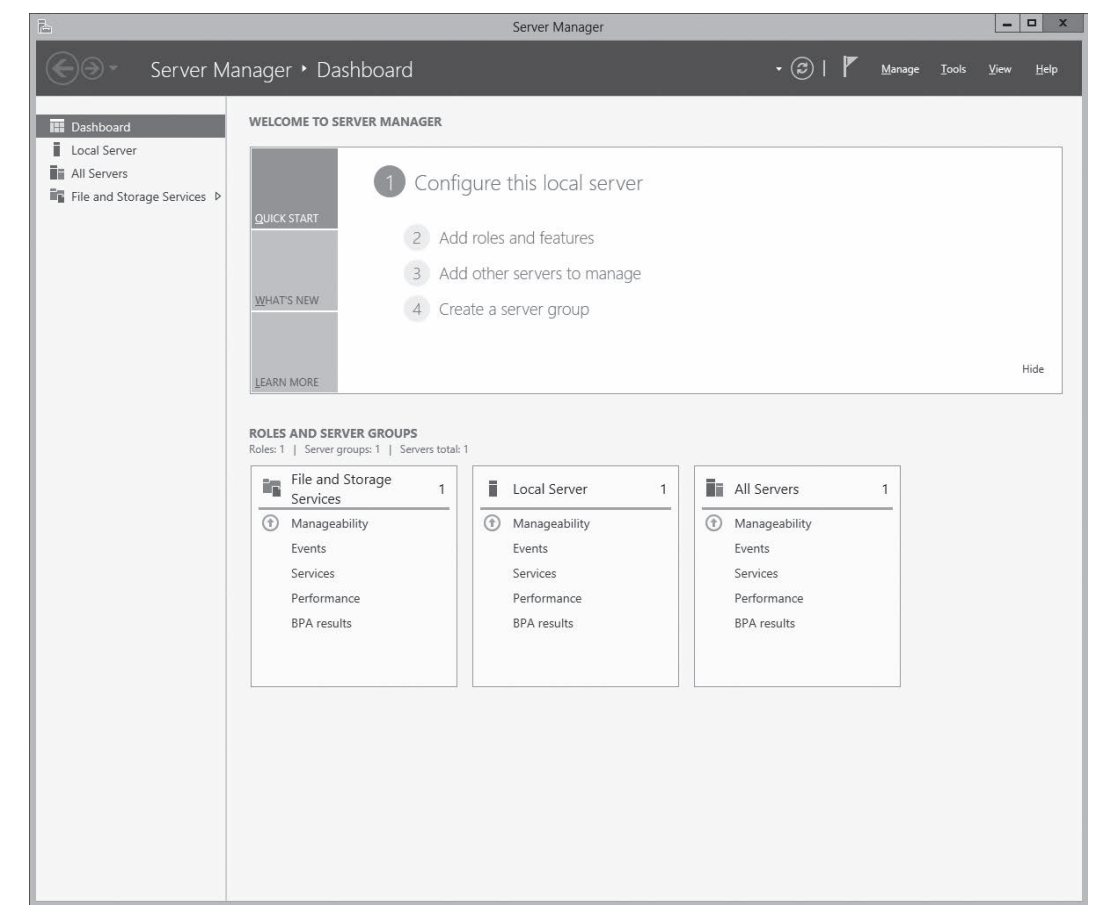 Server Manager
Server Manager ‣ Dashboard
Manage Tools View Help
Dashboard
Local Server
All Servers
File and Storage Services
WELCOME TO SERVER MANAGER
QUICK START
WHAT'S NEW
LEARN MORE
1 Configure this local server
2 Add roles and features
3 Add other servers to manage
4 Create a server group
Hide
ROLES AND SERVER GROUPS
Roles: 1 | Server groups: 1 | Servers total: 1
File and Storage
Services 1
Manageability
Events
Services
Performance
BPA results
Local Server 1
Manageability
Events
Services
Performance
BPA results
All Servers 1
Manageability
Events
Services
Performance
BPA results